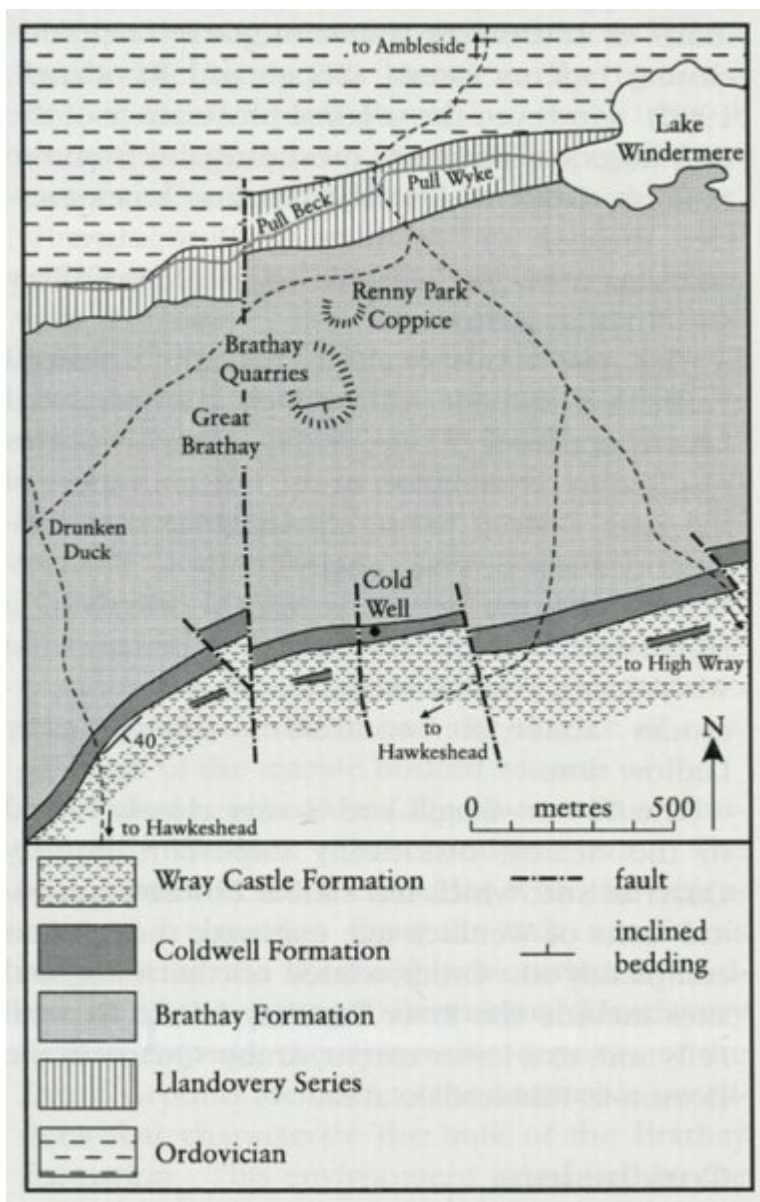 to Ambleside
Lake
Windermere
Pull Beck
Pull Wyke
Renny Park
Coppice
Brathay
Quarries
Great
Brathay
Drunken
Duck
Cold
Well
to High Wray
40
to
Hawkeshead
N
0 metres 500
to Hawkeshead
Wray Castle Formation
fault
Coldwell Formation
inclined
bedding
Brathay Formation
Llandovery Series
Ordovician